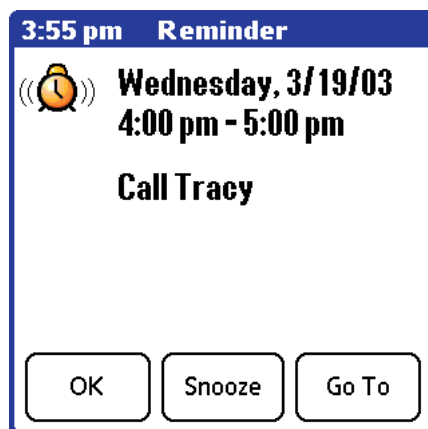 3:55 pm Reminder
Wednesday, 3/19/03
4:00 pm - 5:00 pm
Call Tracy
OK Snooze Go To